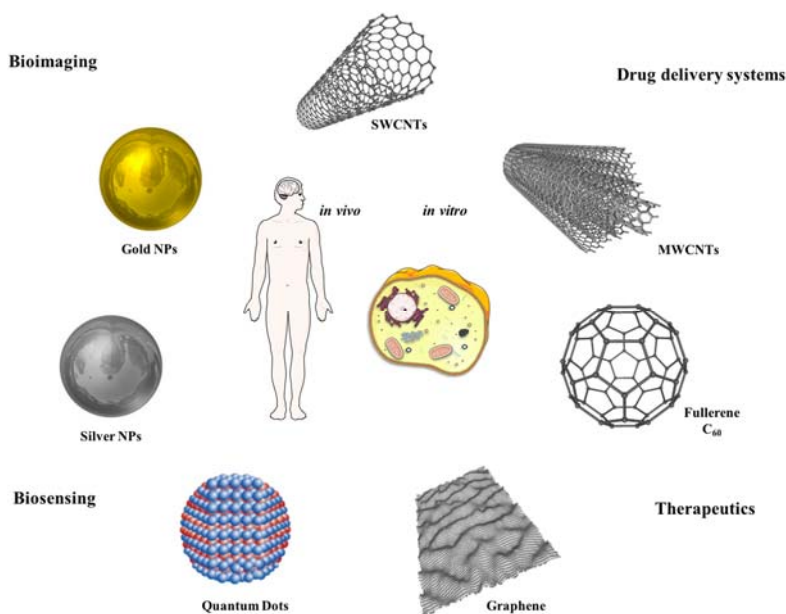 Bioimaging
Drug delivery systems
SWCNTs
Gold NPs
in vivo
in vitro
MWCNTs
Silver NPs
Fullerene
C₆₀
Biosensing
Therapeutics
Quantum Dots
Graphene